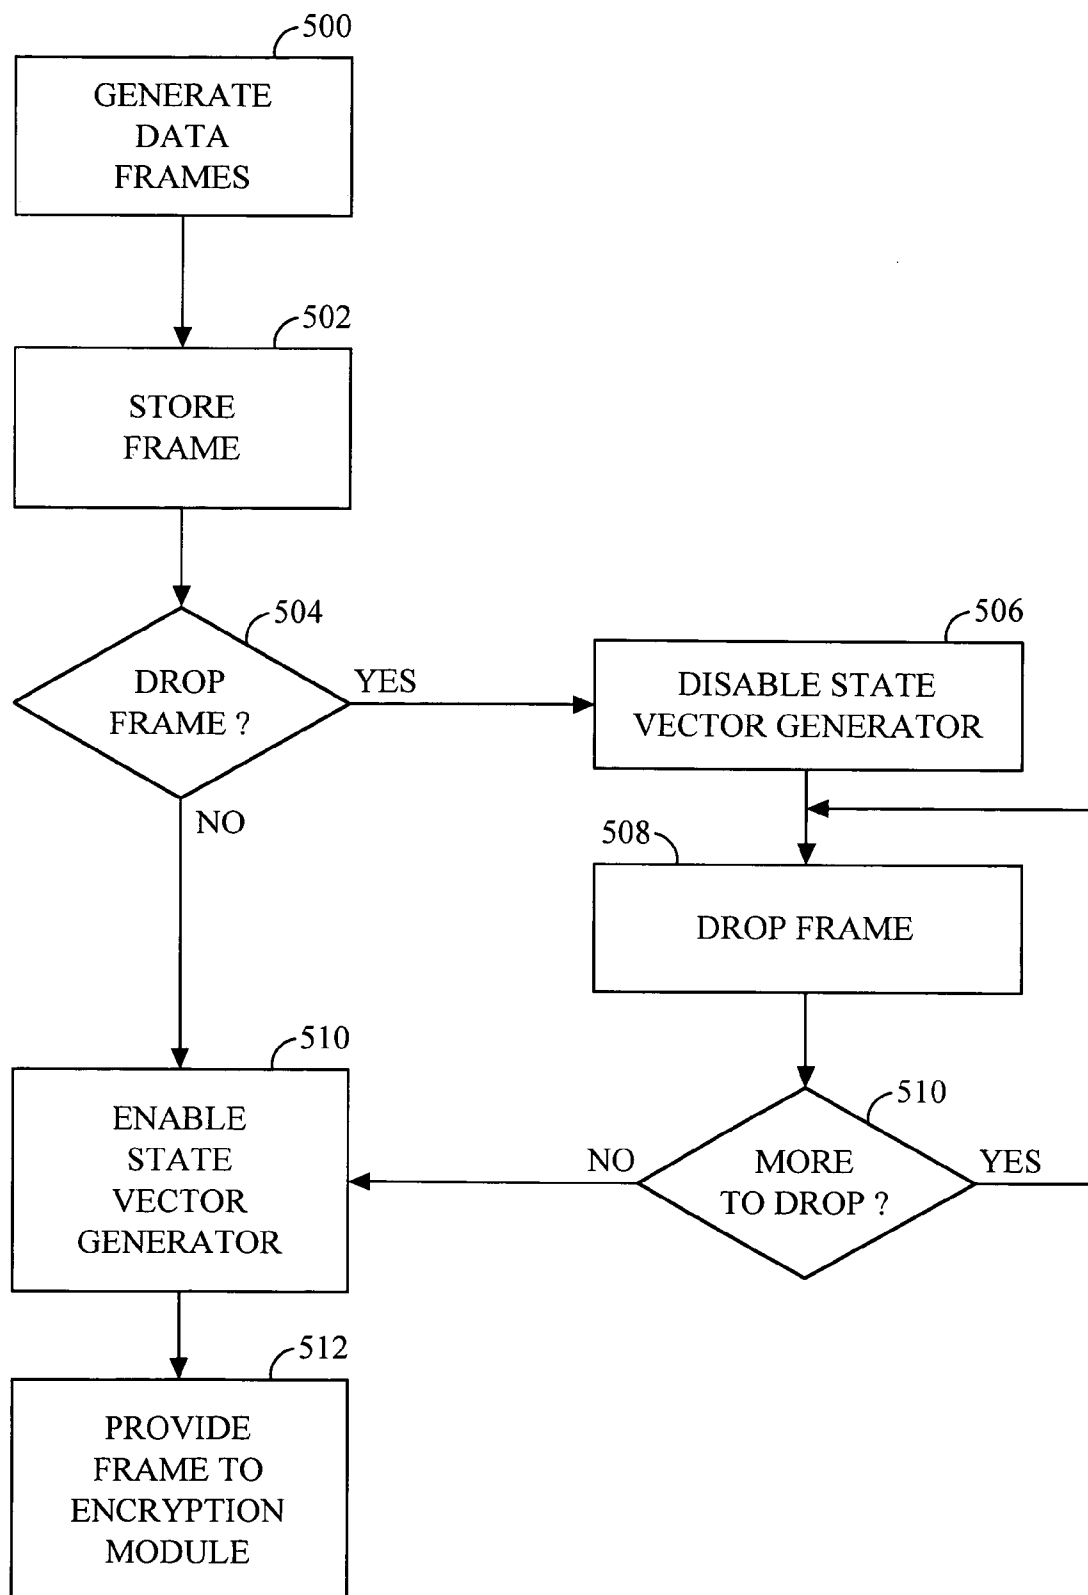 500
GENERATE
DATA
FRAMES
502
STORE
FRAME
504
DROP
FRAME ?
YES
NO
506
DISABLE STATE
VECTOR GENERATOR
508
DROP FRAME
510
MORE
TO DROP ?
YES
NO
510
ENABLE
STATE
VECTOR
GENERATOR
512
PROVIDE
FRAME TO
ENCRYPTION
MODULE